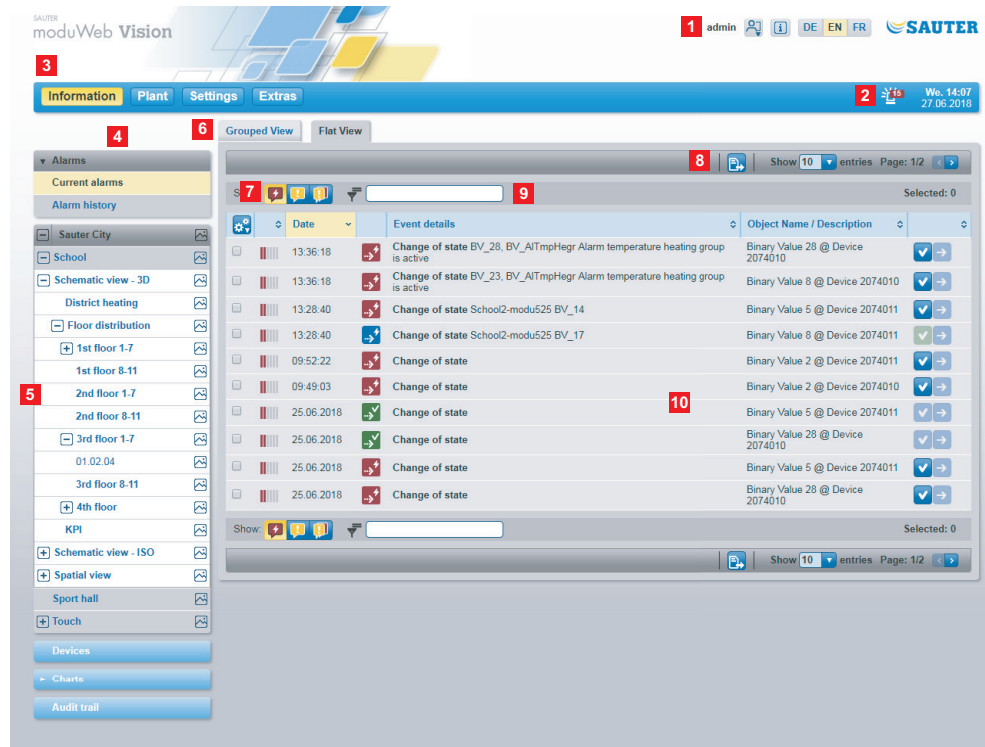 SAUTER
moduWeb Vision
1 admin DE EN FR SAUTER
3
Information Plant Settings Extras 2 15 We. 14:07
27.06.2018
4 6 Grouped View Flat View
Alarms
Current alarms
Alarm history
8 Show 10 entries Page: 1/2
7 9 Selected: 0
Date Event details Object Name / Description
13:36:18 Change of state BV_28, BV_AlTmpHegr Alarm temperature heating group is active Binary Value 28 @ Device 2074010
13:36:18 Change of state BV_23, BV_AlTmpHegr Alarm temperature heating group is active Binary Value 8 @ Device 2074010
13:28:40 Change of state School2-modu525 BV_14 Binary Value 5 @ Device 2074011
13:28:40 Change of state School2-modu525 BV_17 Binary Value 8 @ Device 2074011
09:52:22 Change of state Binary Value 2 @ Device 2074011
09:49:03 Change of state Binary Value 2 @ Device 2074010
10
25.06.2018 Change of state Binary Value 5 @ Device 2074011
25.06.2018 Change of state Binary Value 28 @ Device 2074010
25.06.2018 Change of state Binary Value 5 @ Device 2074011
25.06.2018 Change of state Binary Value 28 @ Device 2074010
Show: Selected: 0
Show 10 entries Page: 1/2
Sauter City
School
Schematic view - 3D
District heating
Floor distribution
1st floor 1-7
1st floor 8-11
5 2nd floor 1-7
2nd floor 8-11
3rd floor 1-7
01.02.04
3rd floor 8-11
4th floor
KPI
Schematic view - ISO
Spatial view
Sport hall
Touch
Devices
Charts
Audit trail